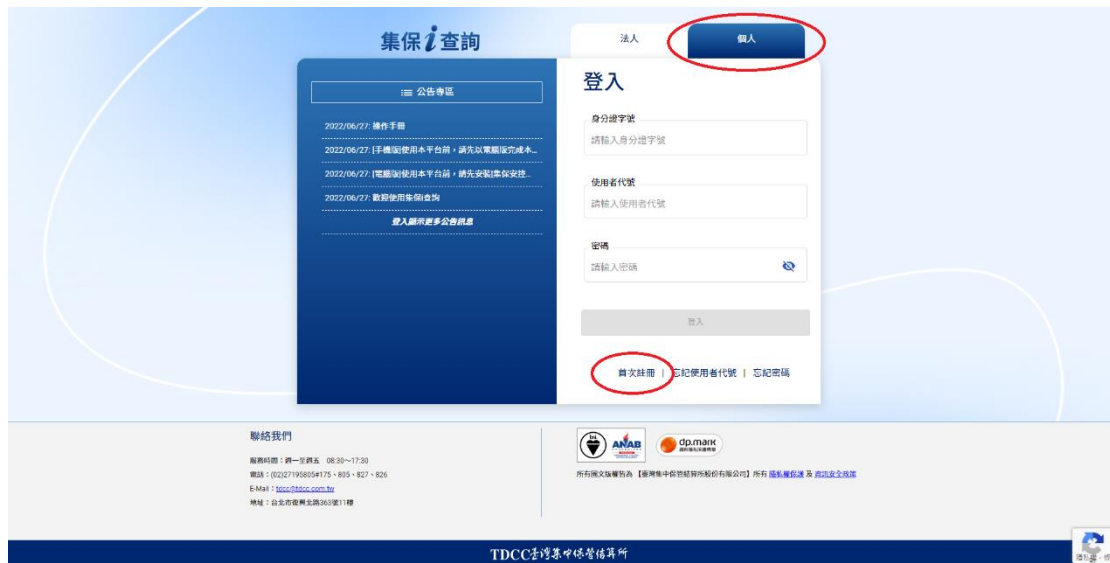 集保i查詢
法人
個人
公告專區
2022/06/27: 操作手冊
2022/06/27: [手機版]使用本平台前，請先以電腦版完成本...
2022/06/27: [電腦版]使用本平台前，請先安裝[集保安控...
2022/06/27: 歡迎使用集保i查詢
登入顯示更多公告訊息
登入
身分證字號
請輸入身分證字號
使用者代號
請輸入使用者代號
密碼
請輸入密碼
登入
首次註冊 | 忘記使用者代號 | 忘記密碼
聯絡我們
服務時間：週一至週五 08:30～17:30
電話：(02)27195805#175、805、827、826
E-Mail：tdcc@tdcc.com.tw
地址：台北市復興北路363號11樓
bsi.
ANAB
dp.mark
資料隱私保護標章
所有圖文版權皆為【臺灣集中保管結算所股份有限公司】所有 隱私權保護 及 資訊安全政策
TDCC臺灣集中保管結算所